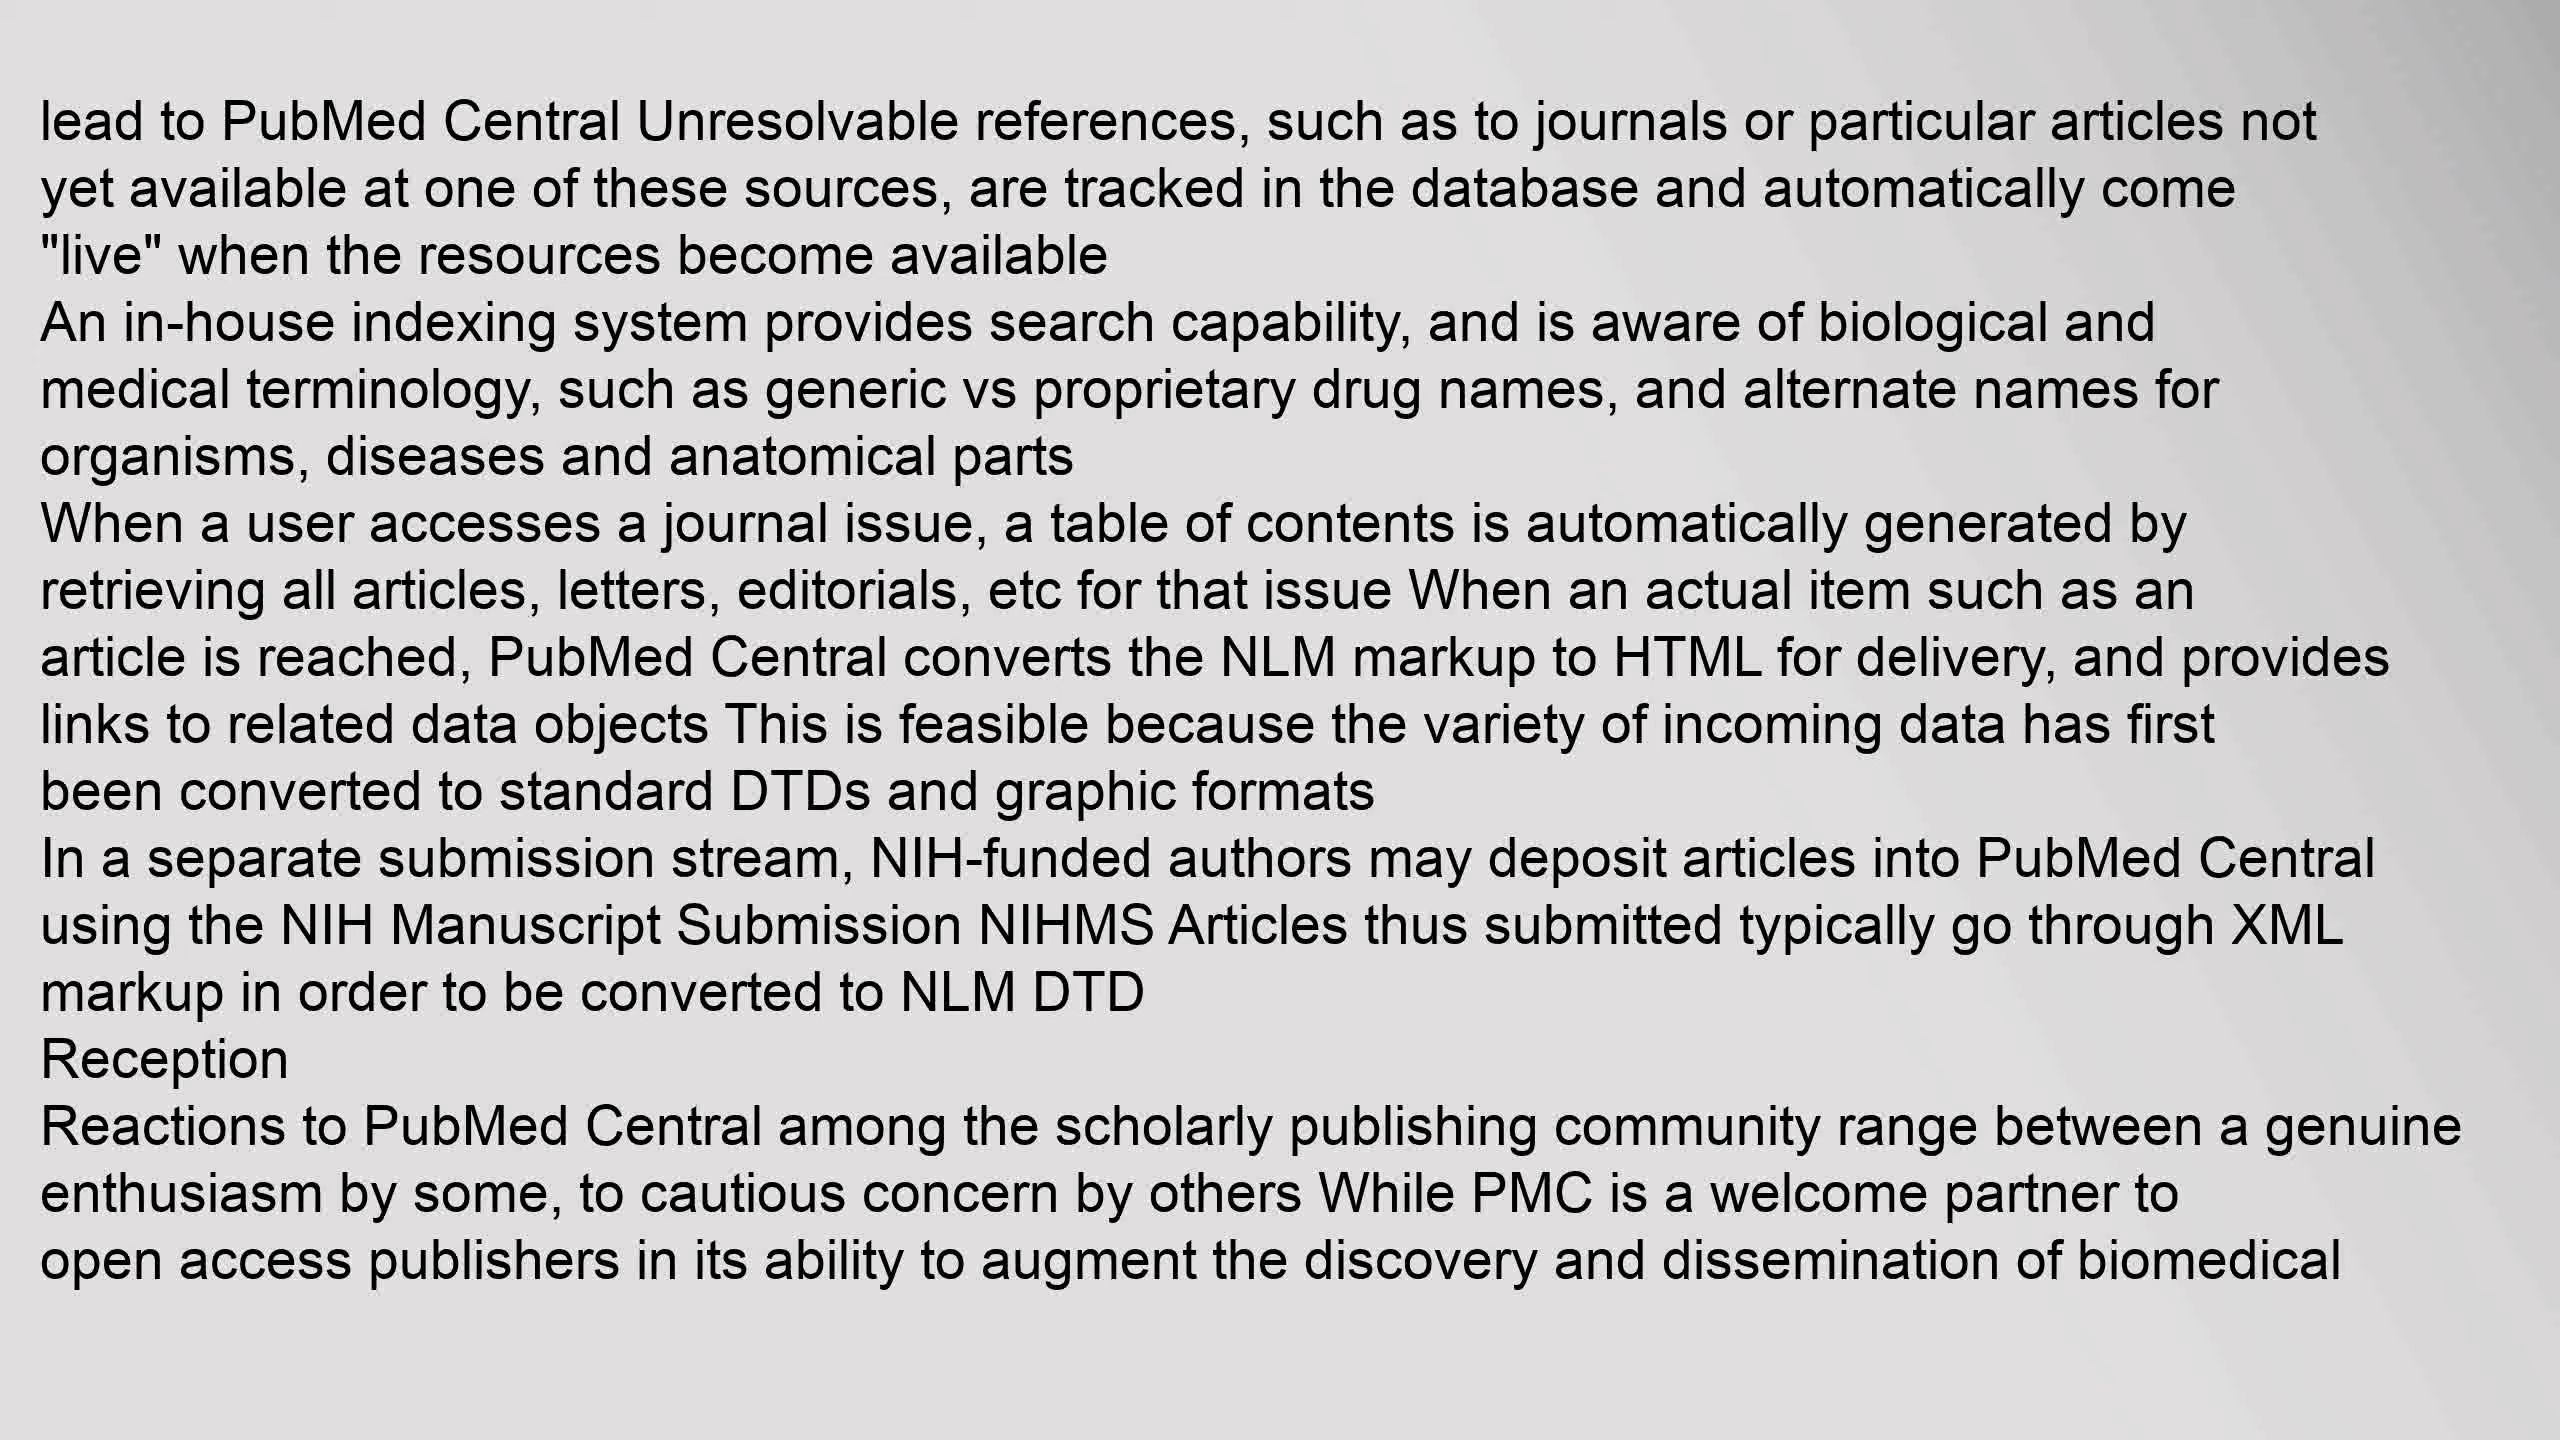 lead to PubMed Central Unresolvable references, such as to journals or particular articles not
yet available at one of these sources, are tracked in the database and automatically come
"live" when the resources become available
An in-house indexing system provides search capability, and is aware of biological and
medical terminology, such as generic vs proprietary drug names, and alternate names for
organisms, diseases and anatomical parts
When a user accesses a journal issue, a table of contents is automatically generated by
retrieving all articles, letters, editorials, etc for that issue When an actual item such as an
article is reached, PubMed Central converts the NLM markup to HTML for delivery, and provides
links to related data objects This is feasible because the variety of incoming data has first
been converted to standard DTDs and graphic formats
In a separate submission stream, NIH-funded authors may deposit articles into PubMed Central
using the NIH Manuscript Submission NIHMS Articles thus submitted typically go through XML
markup in order to be converted to NLM DTD
Reception
Reactions to PubMed Central among the scholarly publishing community range between a genuine
enthusiasm by some, to cautious concern by others While PMC is a welcome partner to
open access publishers in its ability to augment the discovery and dissemination of biomedical